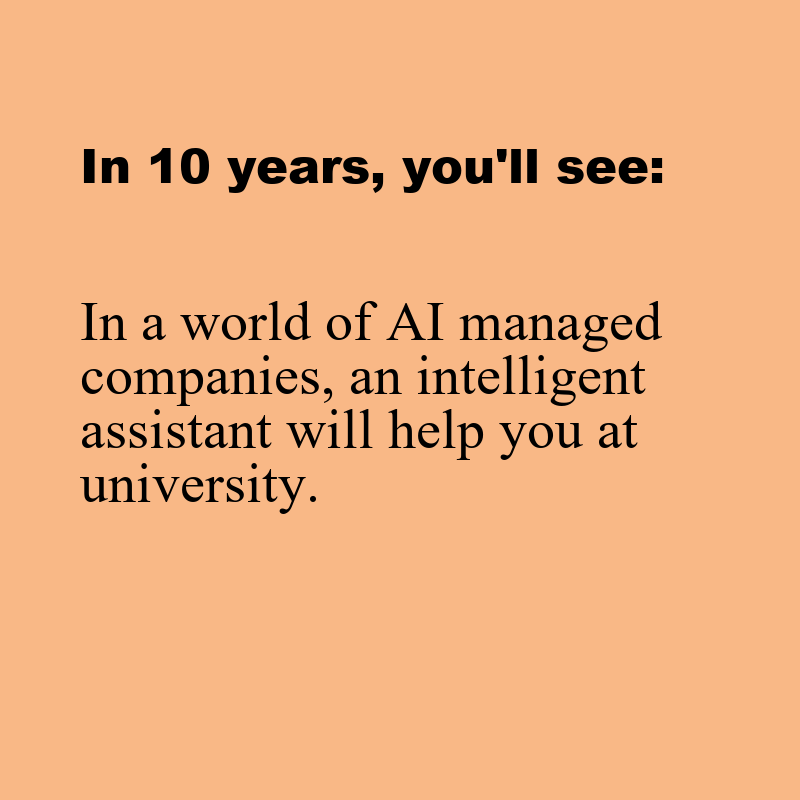 In 10 years, you'll see:
In a world of AI managed
companies, an intelligent
assistant will help you at
university.